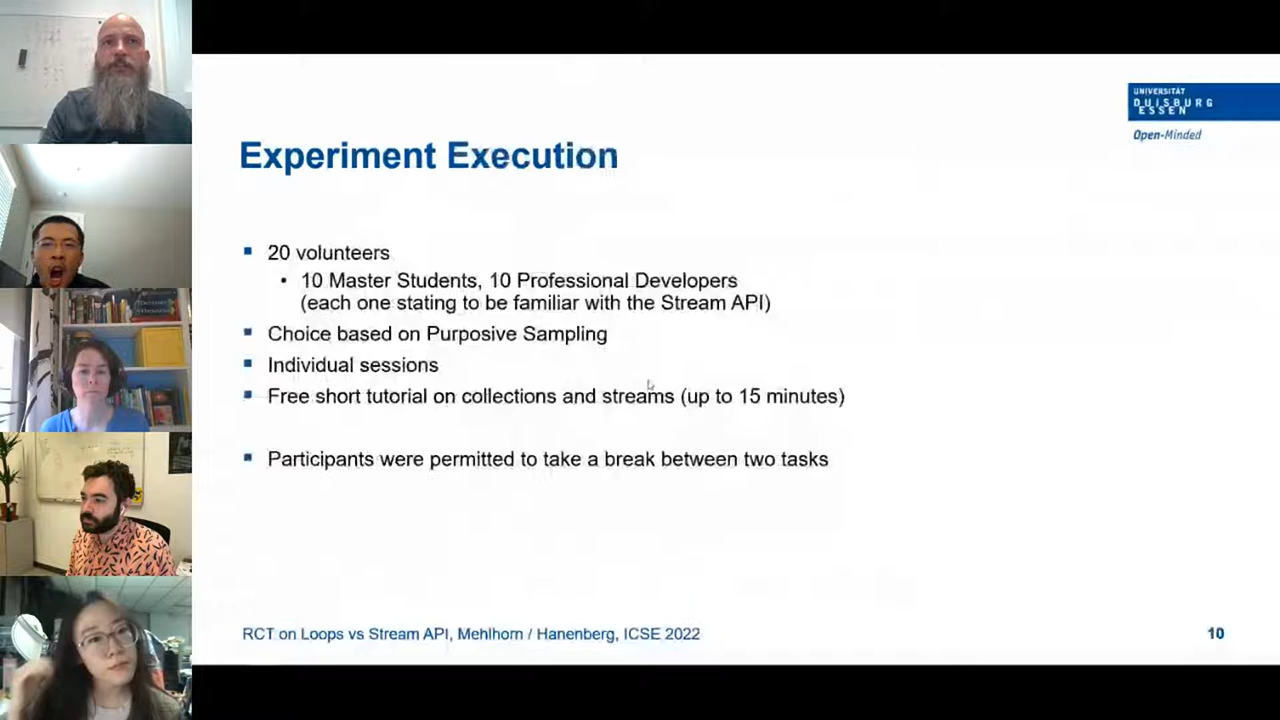 UNIVERSITÄT
DUISBURG
ESSEN
Open-Minded
Experiment Execution
20 volunteers
10 Master Students, 10 Professional Developers
(each one stating to be familiar with the Stream API)
Choice based on Purposive Sampling
Individual sessions
Free short tutorial on collections and streams (up to 15 minutes)
Participants were permitted to take a break between two tasks
RCT on Loops vs Stream API, Mehlhorn / Hanenberg, ICSE 2022
10